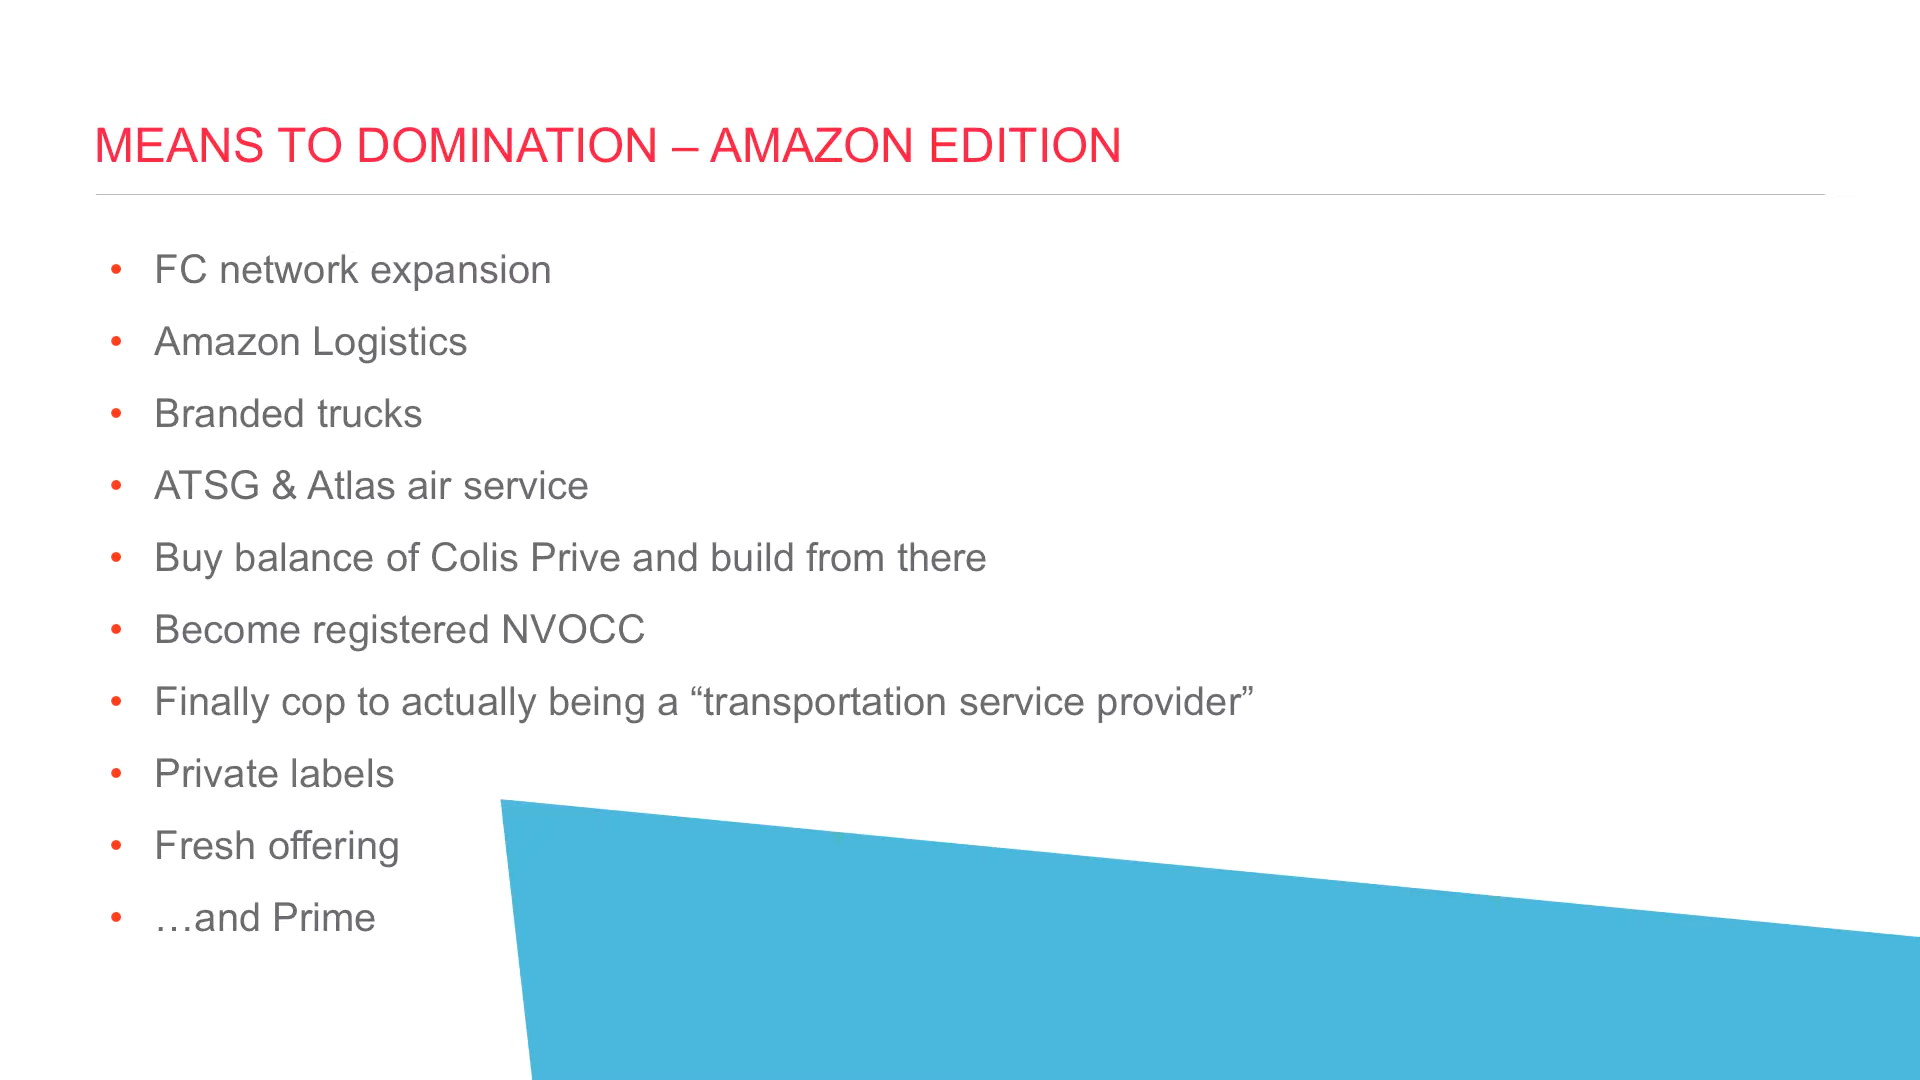 MEANS TO DOMINATION – AMAZON EDITION
• FC network expansion
• Amazon Logistics
• Branded trucks
• ATSG & Atlas air service
• Buy balance of Colis Prive and build from there
• Become registered NVOCC
• Finally cop to actually being a “transportation service provider”
• Private labels
• Fresh offering
• …and Prime